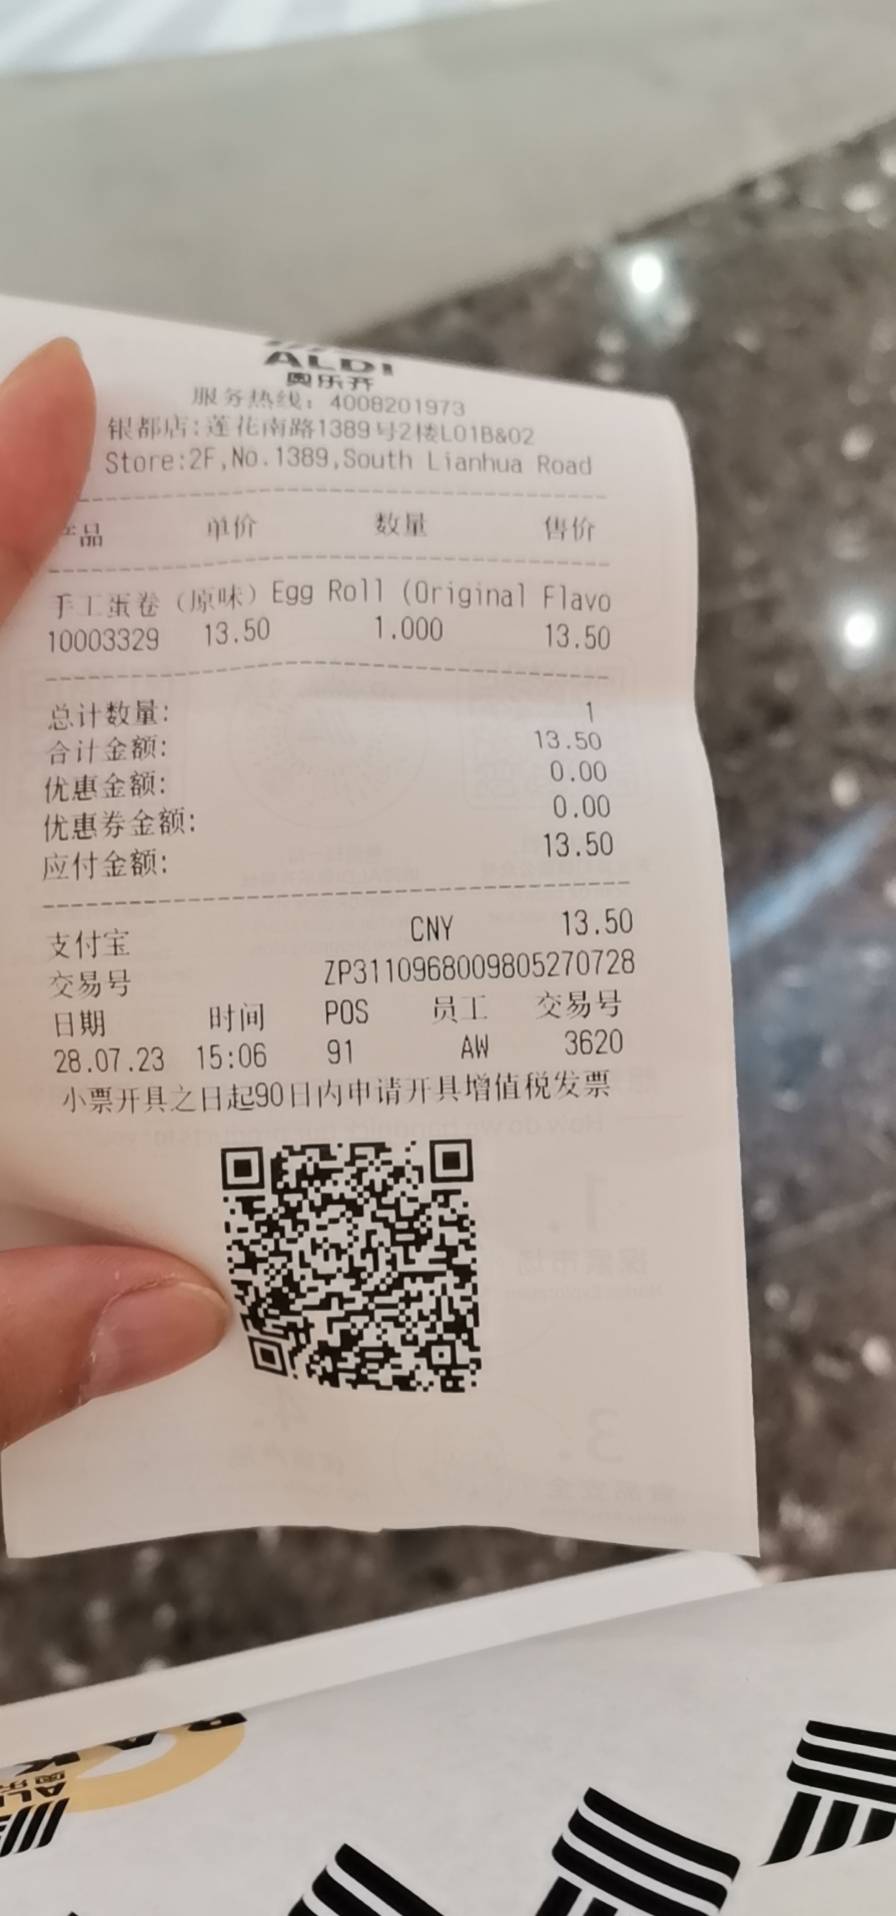 ALDI
奥乐齐
服务热线：4008201973
银都店:莲花南路1389号2楼L01B&02
Store:2F,No.1389,South Lianhua Road
产品 单价 数量 售价
手工蛋卷（原味）Egg Roll (Original Flavo
10003329 13.50 1.000 13.50
总计数量: 1
合计金额: 13.50
优惠金额: 0.00
优惠券金额: 0.00
应付金额: 13.50
支付宝 CNY 13.50
交易号 ZP3110968009805270728
日期 时间 POS 员工 交易号
28.07.23 15:06 91 AW 3620
小票开具之日起90日内申请开具增值税发票